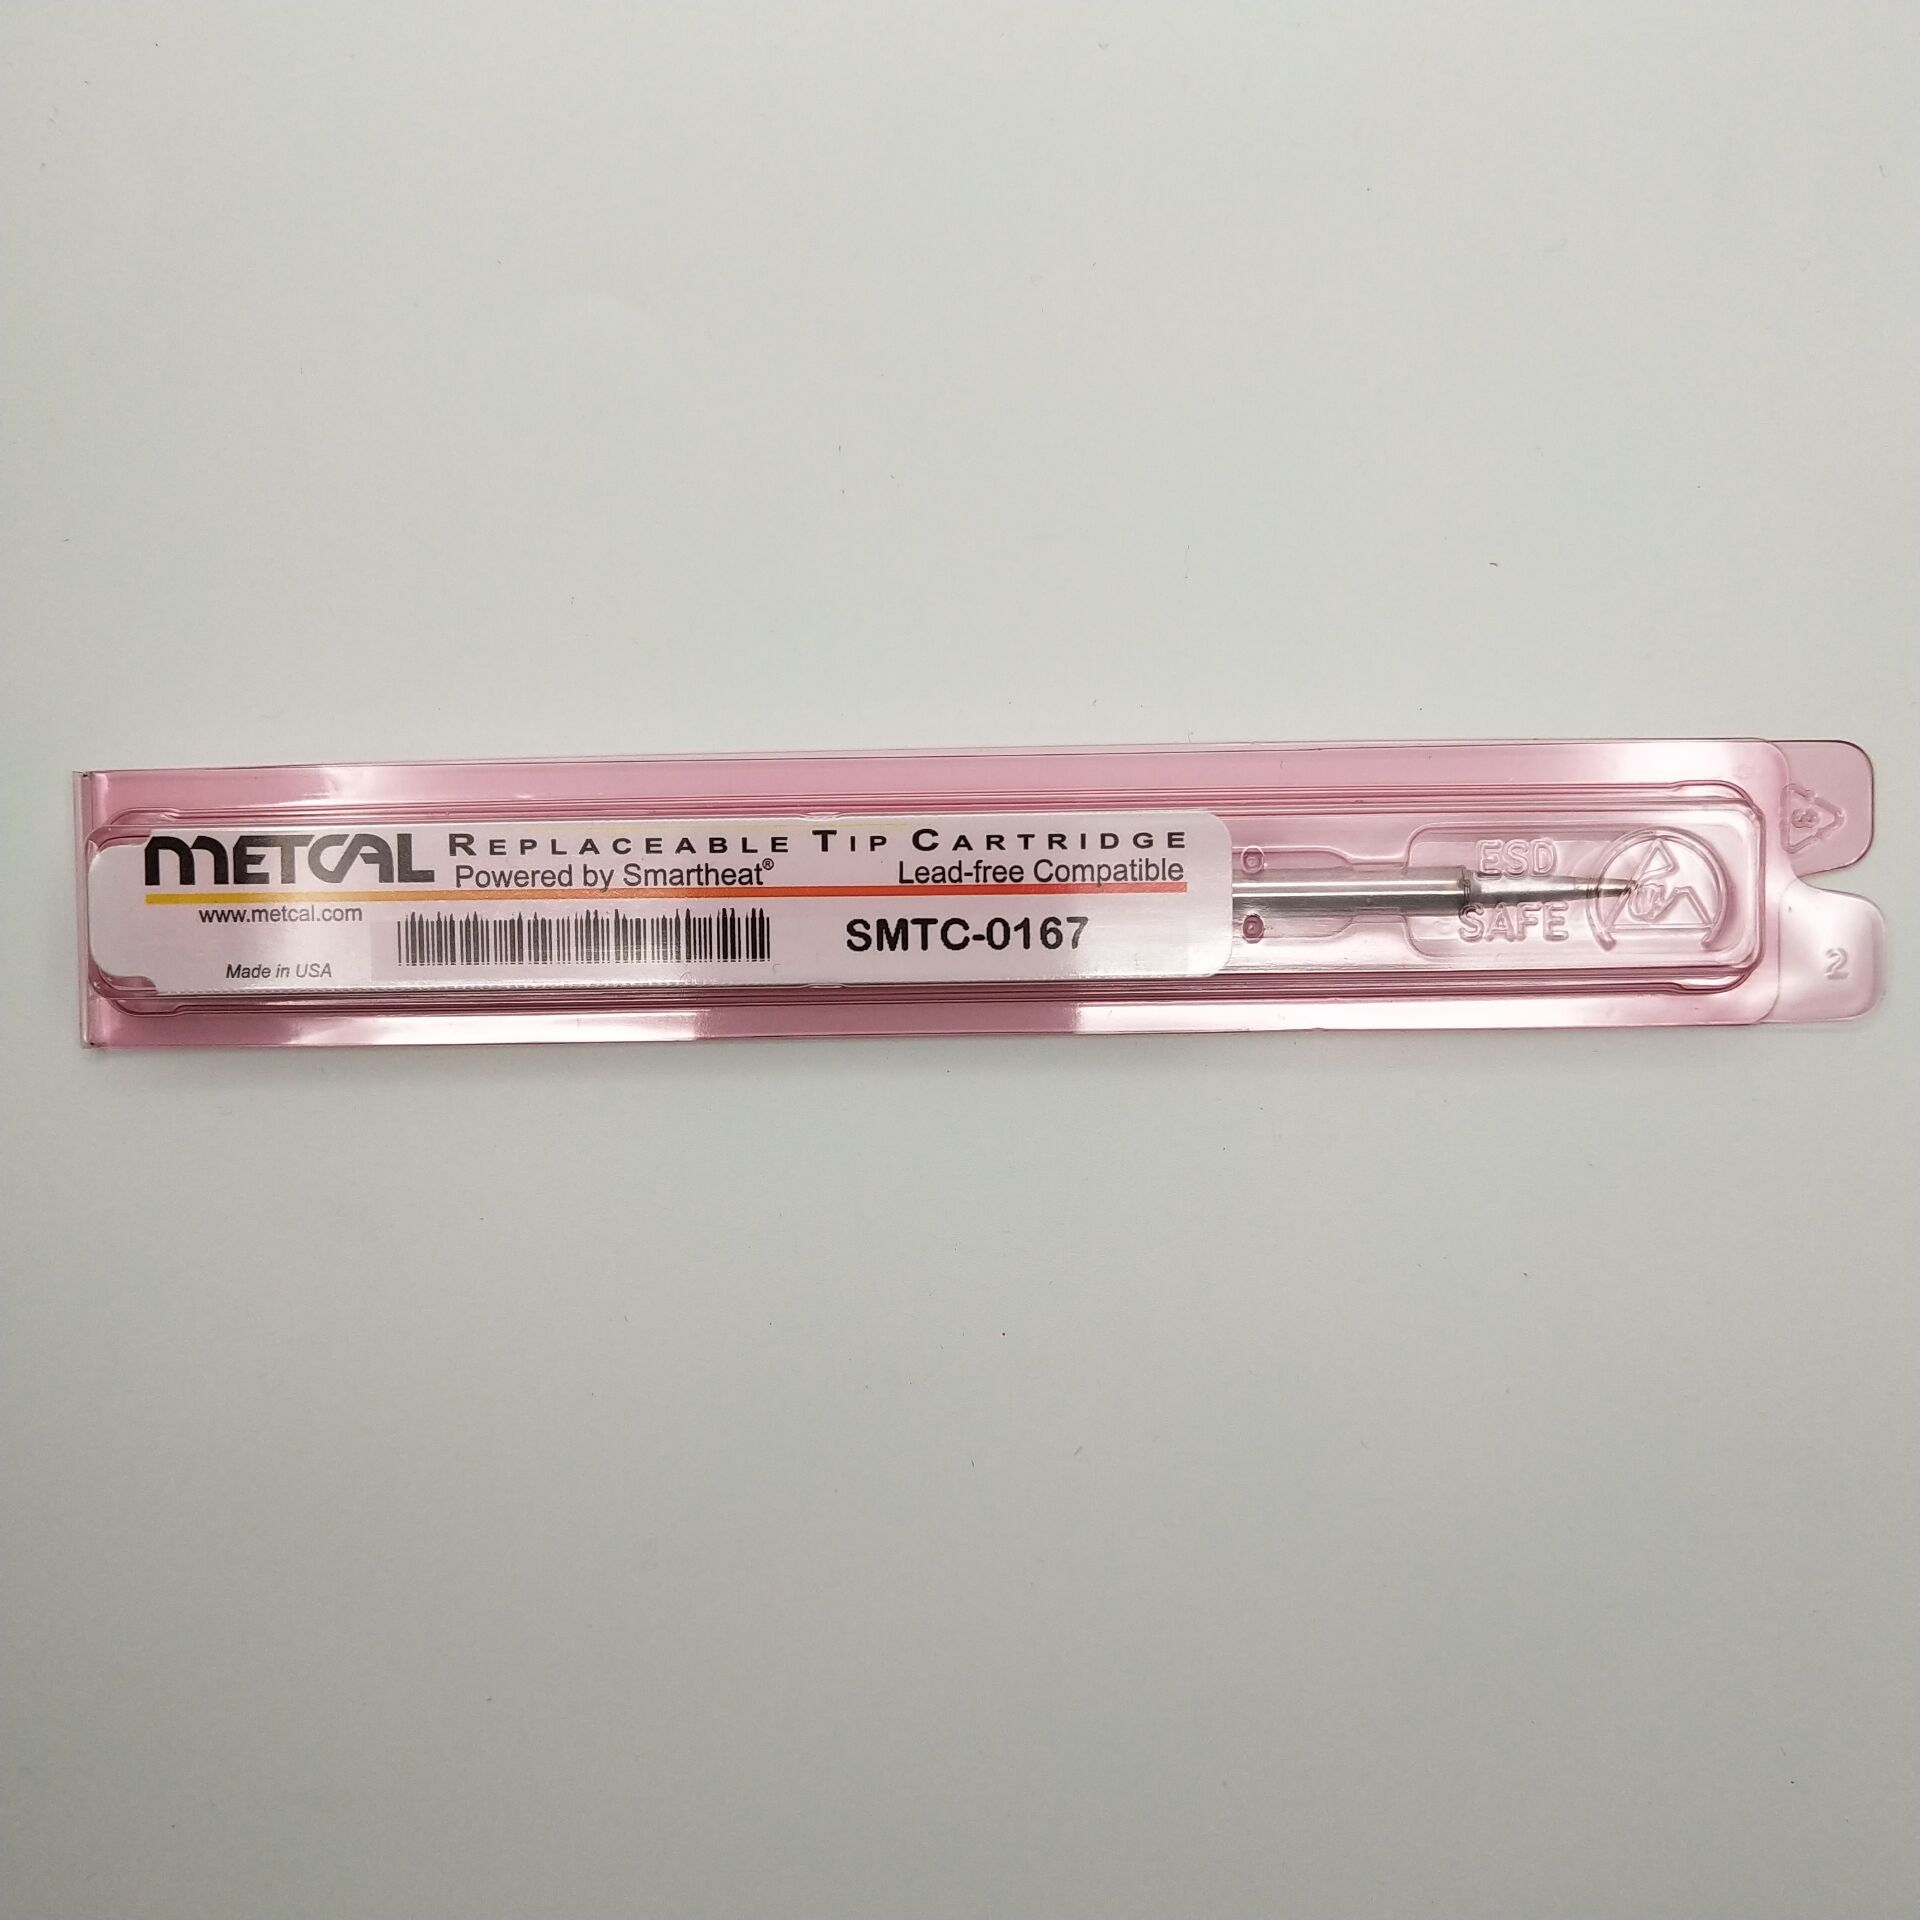 METCAL REPLACEABLE TIP CARTRIDGE
Powered by Smartheat® Lead-free Compatible
www.metcal.com
SMTC-0167
Made in USA
ESD
SAFE
3
2